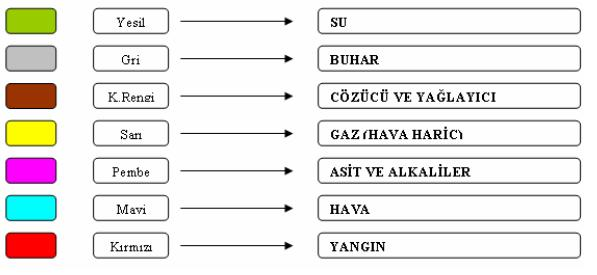 Yesil SU
Gri BUHAR
K.Rengi CÖZÜCÜ VE YAĞLAYICI
Sarı GAZ (HAVA HARİC)
Pembe ASİT VE ALKALİLER
Mavi HAVA
Kırmızı YANGIN